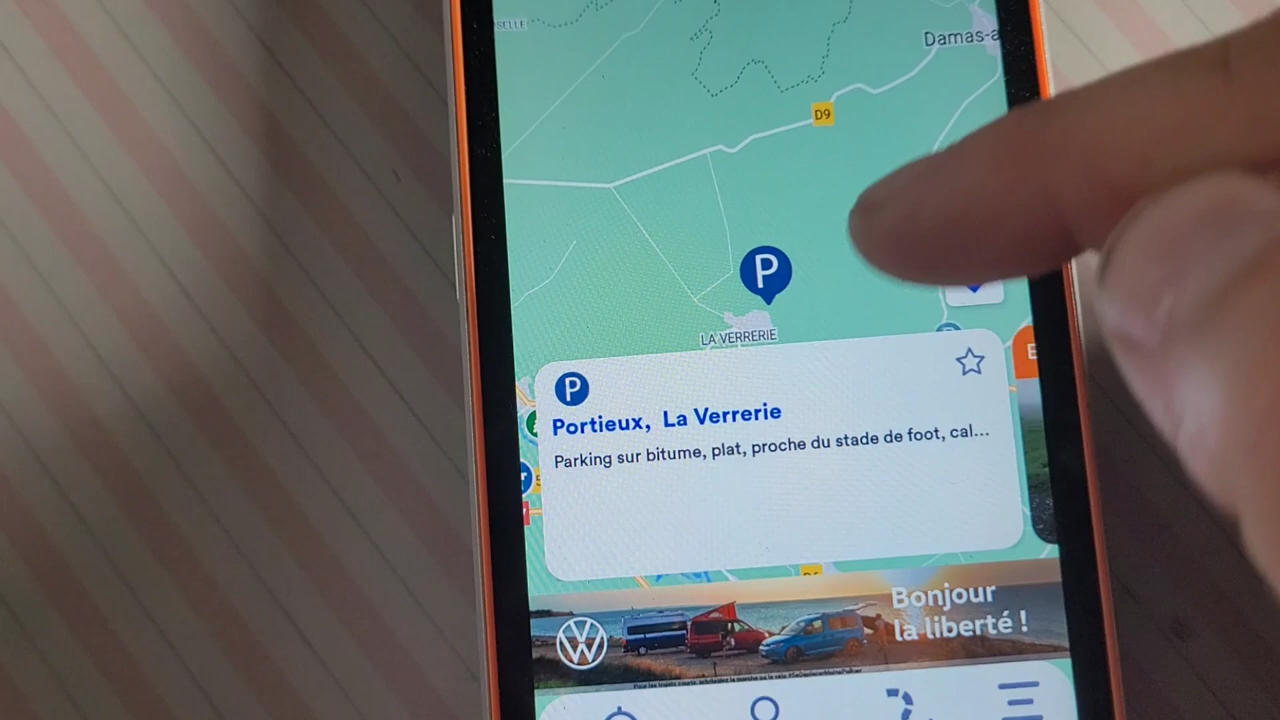 SELLE
Damas-a
D9
P
LA VERRERIE
P
Portieux, La Verrerie
Parking sur bitume, plat, proche du stade de foot, cal...
Bonjour
la liberté !